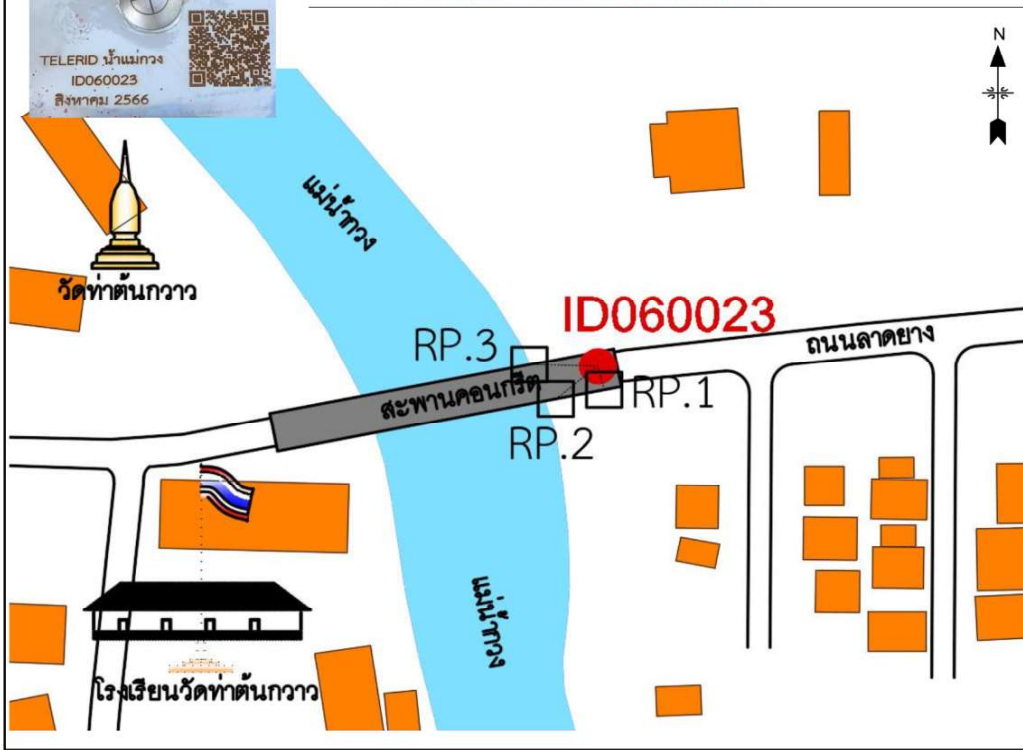 TELERID น้ำแม่กวง
ID060023
สิงหาคม 2566
N
แม่น้ำกวง
วัดท่าต้นกวาว
ID060023
RP.3
ถนนลาดยาง
สะพานคอนกรีต
RP.1
RP.2
แม่น้ำกวง
โรงเรียนวัดท่าต้นกวาว